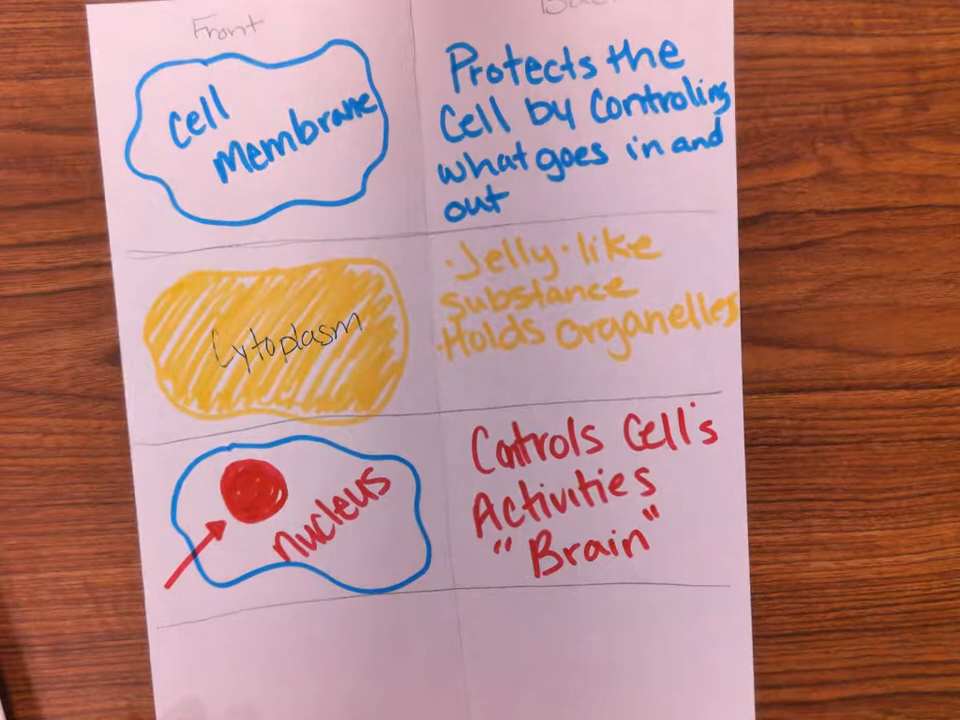 Front
Cell
Membrane
Protects the
Cell by Controling
what goes in and
out
Cytoplasm
· Jelly-like
substance
· Holds Organelles
nucleus
Controls Cell's
Activities
"Brain"